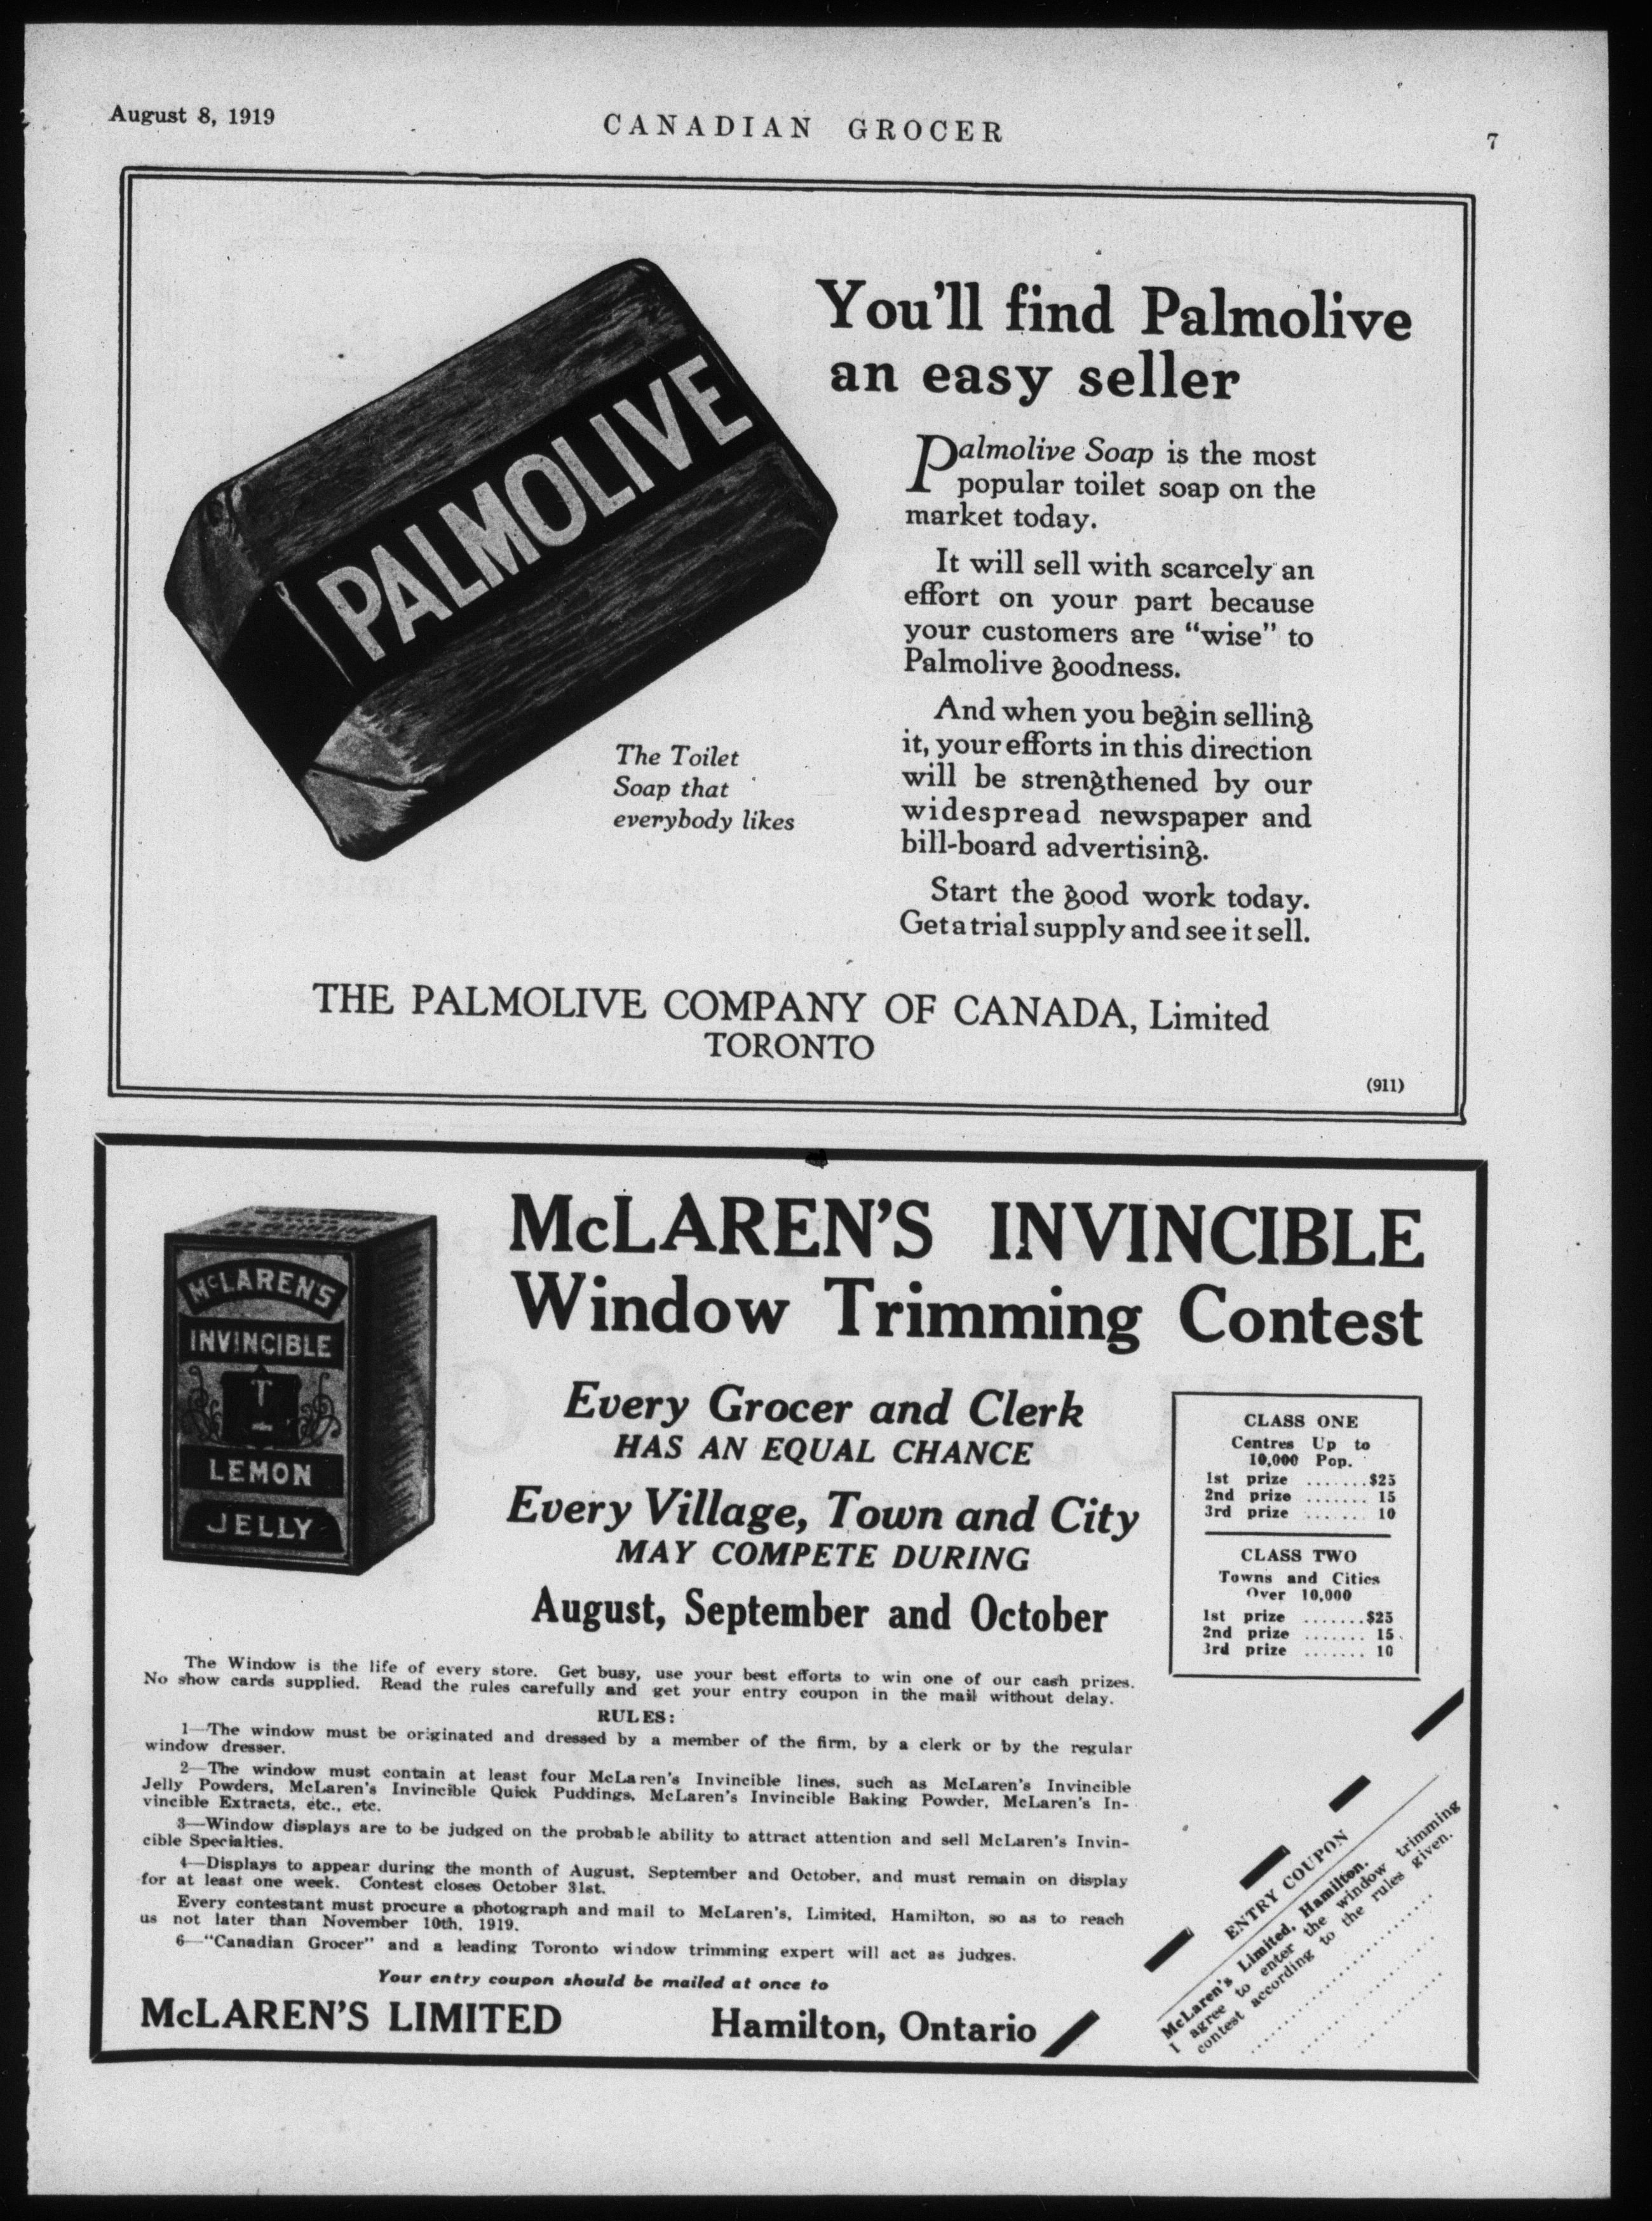 August 8, 1919
CANADIAN GROCER
7
PALMOLIVE
The Toilet
Soap that
everybody likes
You'll find Palmolive
an easy seller
Palmolive Soap is the most
popular toilet soap on the
market today.
It will sell with scarcely an
effort on your part because
your customers are "wise" to
Palmolive goodness.
And when you begin selling
it, your efforts in this direction
will be strengthened by our
widespread newspaper and
bill-board advertising.
Start the good work today.
Get a trial supply and see it sell.
THE PALMOLIVE COMPANY OF CANADA, Limited
TORONTO
(911)
McLAREN'S
INVINCIBLE
LEMON
JELLY
McLAREN'S INVINCIBLE
Window Trimming Contest
Every Grocer and Clerk
HAS AN EQUAL CHANCE
Every Village, Town and City
MAY COMPETE DURING
August, September and October
CLASS ONE
Centres Up to
10,000 Pop.
1st prize .......$25
2nd prize ....... 15
3rd prize ....... 10
CLASS TWO
Towns and Cities
Over 10,000
1st prize .......$25
2nd prize ....... 15
3rd prize ....... 10
The Window is the life of every store. Get busy, use your best efforts to win one of our cash prizes.
No show cards supplied. Read the rules carefully and get your entry coupon in the mail without delay.
RULES:
1—The window must be originated and dressed by a member of the firm, by a clerk or by the regular
window dresser.
2—The window must contain at least four McLaren's Invincible lines, such as McLaren's Invincible
Jelly Powders, McLaren's Invincible Quick Puddings, McLaren's Invincible Baking Powder, McLaren's In-
vincible Extracts, etc., etc.
3—Window displays are to be judged on the probable ability to attract attention and sell McLaren's Invin-
cible Specialties.
4—Displays to appear during the month of August, September and October, and must remain on display
for at least one week. Contest closes October 31st.
Every contestant must procure a photograph and mail to McLaren's, Limited, Hamilton, so as to reach
us not later than November 10th, 1919.
6—"Canadian Grocer" and a leading Toronto window trimming expert will act as judges.
Your entry coupon should be mailed at once to
McLAREN'S LIMITED Hamilton, Ontario
ENTRY COUPON
McLaren's Limited, Hamilton.
I agree to enter the window trimming
contest according to the rules given.